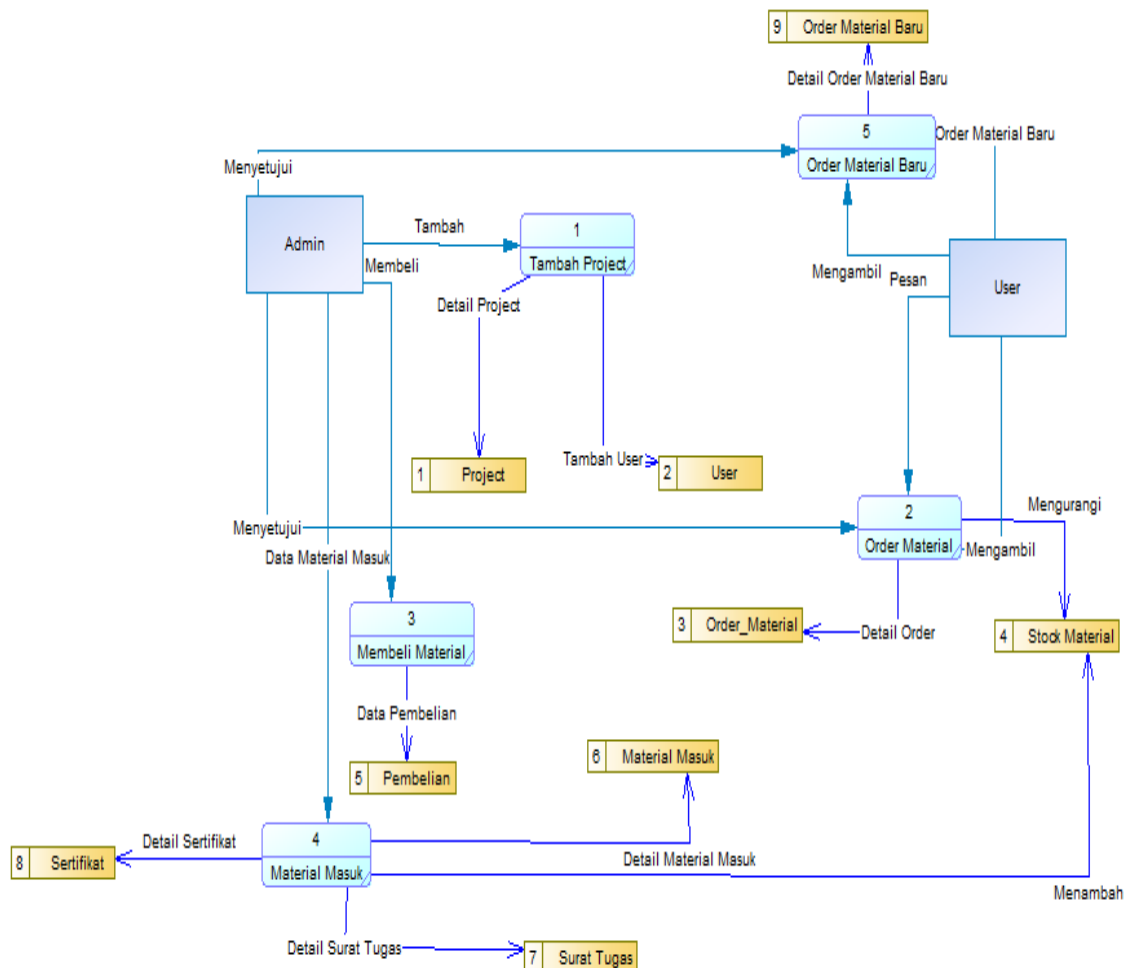 9 Order Material Baru
Detail Order Material Baru
5
Order Material Baru
Order Material Baru
Menyetujui
Admin
Tambah
1
Tambah Project
Membeli
Mengambil
Pesan
User
Detail Project
Tambah User
1 Project
2 User
Mengurangi
2
Order Material
Menyetujui
Mengambil
Data Material Masuk
3
Membeli Material
3 Order_Material
Detail Order
4 Stock Material
Data Pembelian
6 Material Masuk
5 Pembelian
4
Material Masuk
Detail Sertifikat
8 Sertifikat
Detail Material Masuk
Menambah
Detail Surat Tugas
7 Surat Tugas